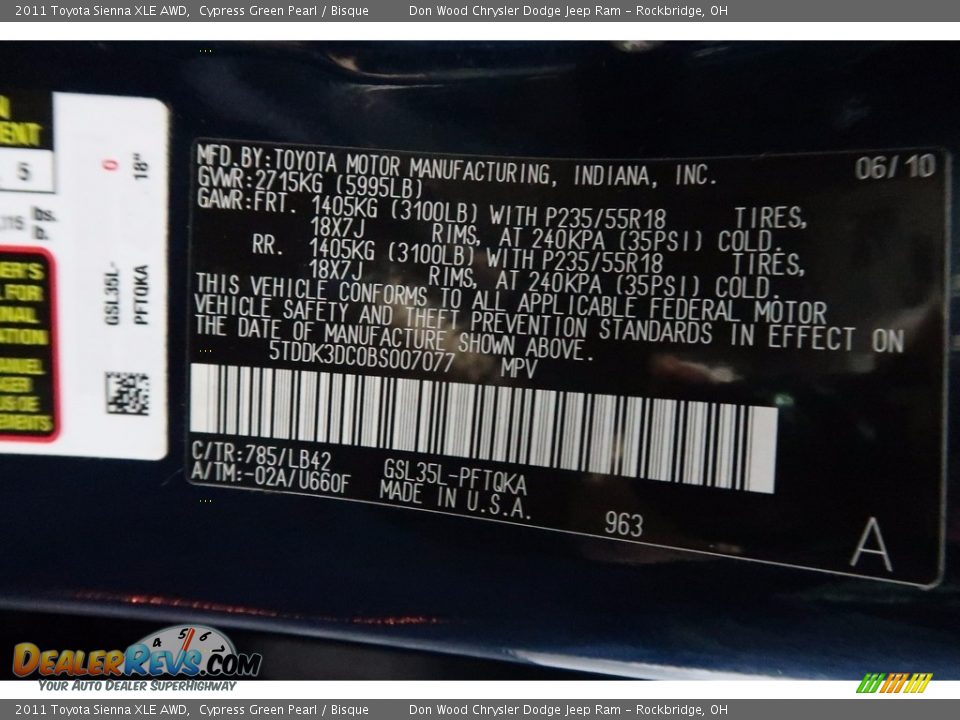 2011 Toyota Sienna XLE AWD, Cypress Green Pearl / Bisque Don Wood Chrysler Dodge Jeep Ram - Rockbridge, OH
MFD.BY:TOYOTA MOTOR MANUFACTURING, INDIANA, INC. 06/10
GVWR:2715KG (5995LB)
GAWR:FRT. 1405KG (3100LB) WITH P235/55R18 TIRES,
18X7J RIMS, AT 240KPA (35PSI) COLD.
RR. 1405KG (3100LB) WITH P235/55R18 TIRES,
18X7J RIMS, AT 240KPA (35PSI) COLD.
THIS VEHICLE CONFORMS TO ALL APPLICABLE FEDERAL MOTOR
VEHICLE SAFETY AND THEFT PREVENTION STANDARDS IN EFFECT ON
THE DATE OF MANUFACTURE SHOWN ABOVE.
5TDDK3DC0BS007077 MPV
C/TR:785/LB42 GSL35L-PFTQKA
A/TM:-02A/U660F MADE IN U.S.A.
963
A
5
lbs.
0 18"
GSL35L-
PFTQKA
4 5 6
DEALERREVS.COM
YOUR AUTO DEALER SUPERHIGHWAY
2011 Toyota Sienna XLE AWD, Cypress Green Pearl / Bisque Don Wood Chrysler Dodge Jeep Ram - Rockbridge, OH